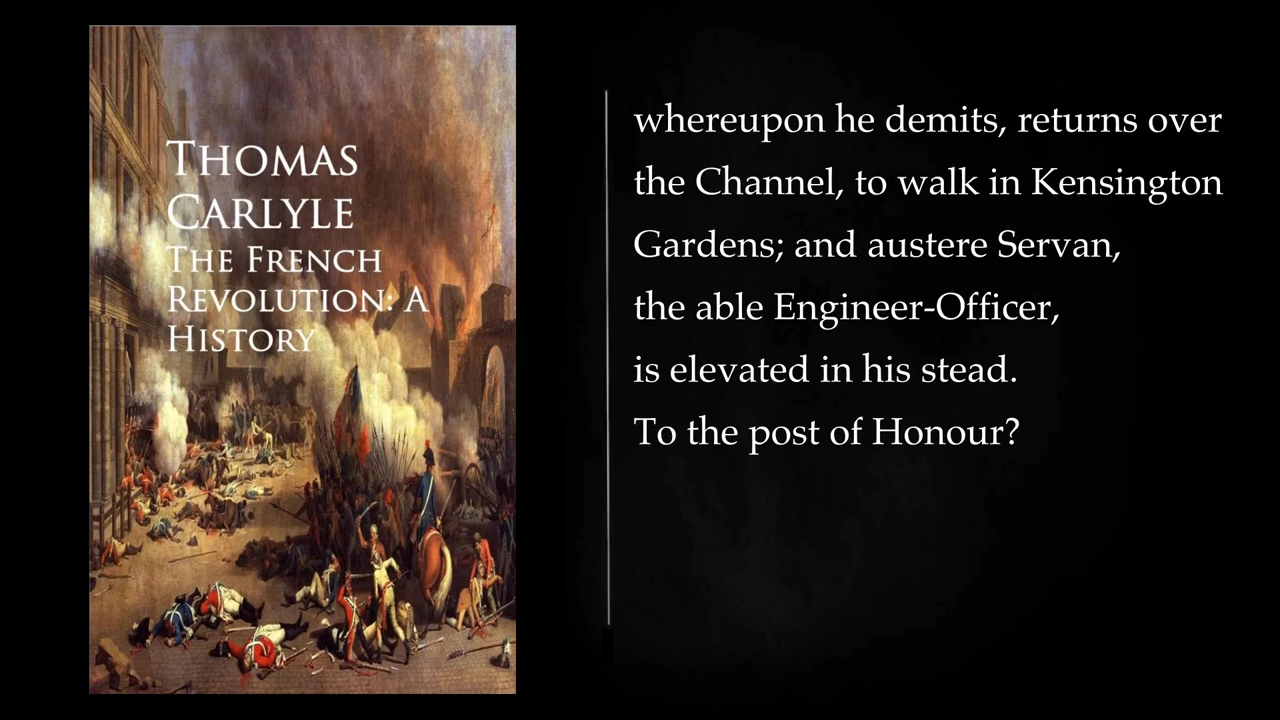 THOMAS
CARLYLE
THE FRENCH
REVOLUTION: A
HISTORY
whereupon he demits, returns over
the Channel, to walk in Kensington
Gardens; and austere Servan,
the able Engineer-Officer,
is elevated in his stead.
To the post of Honour?